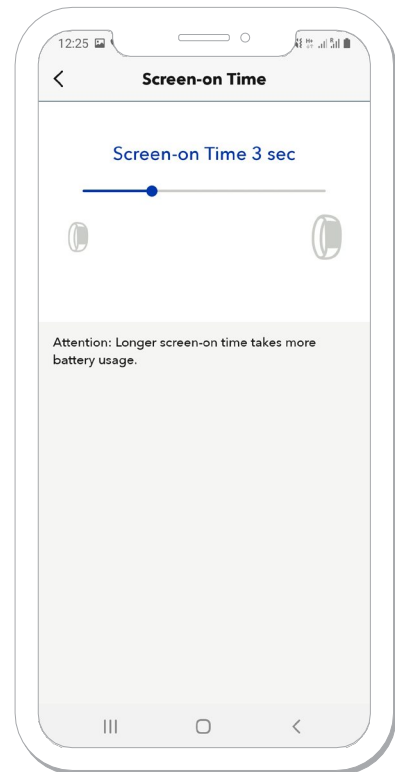 12:25
Screen-on Time
Screen-on Time 3 sec
Attention: Longer screen-on time takes more
battery usage.